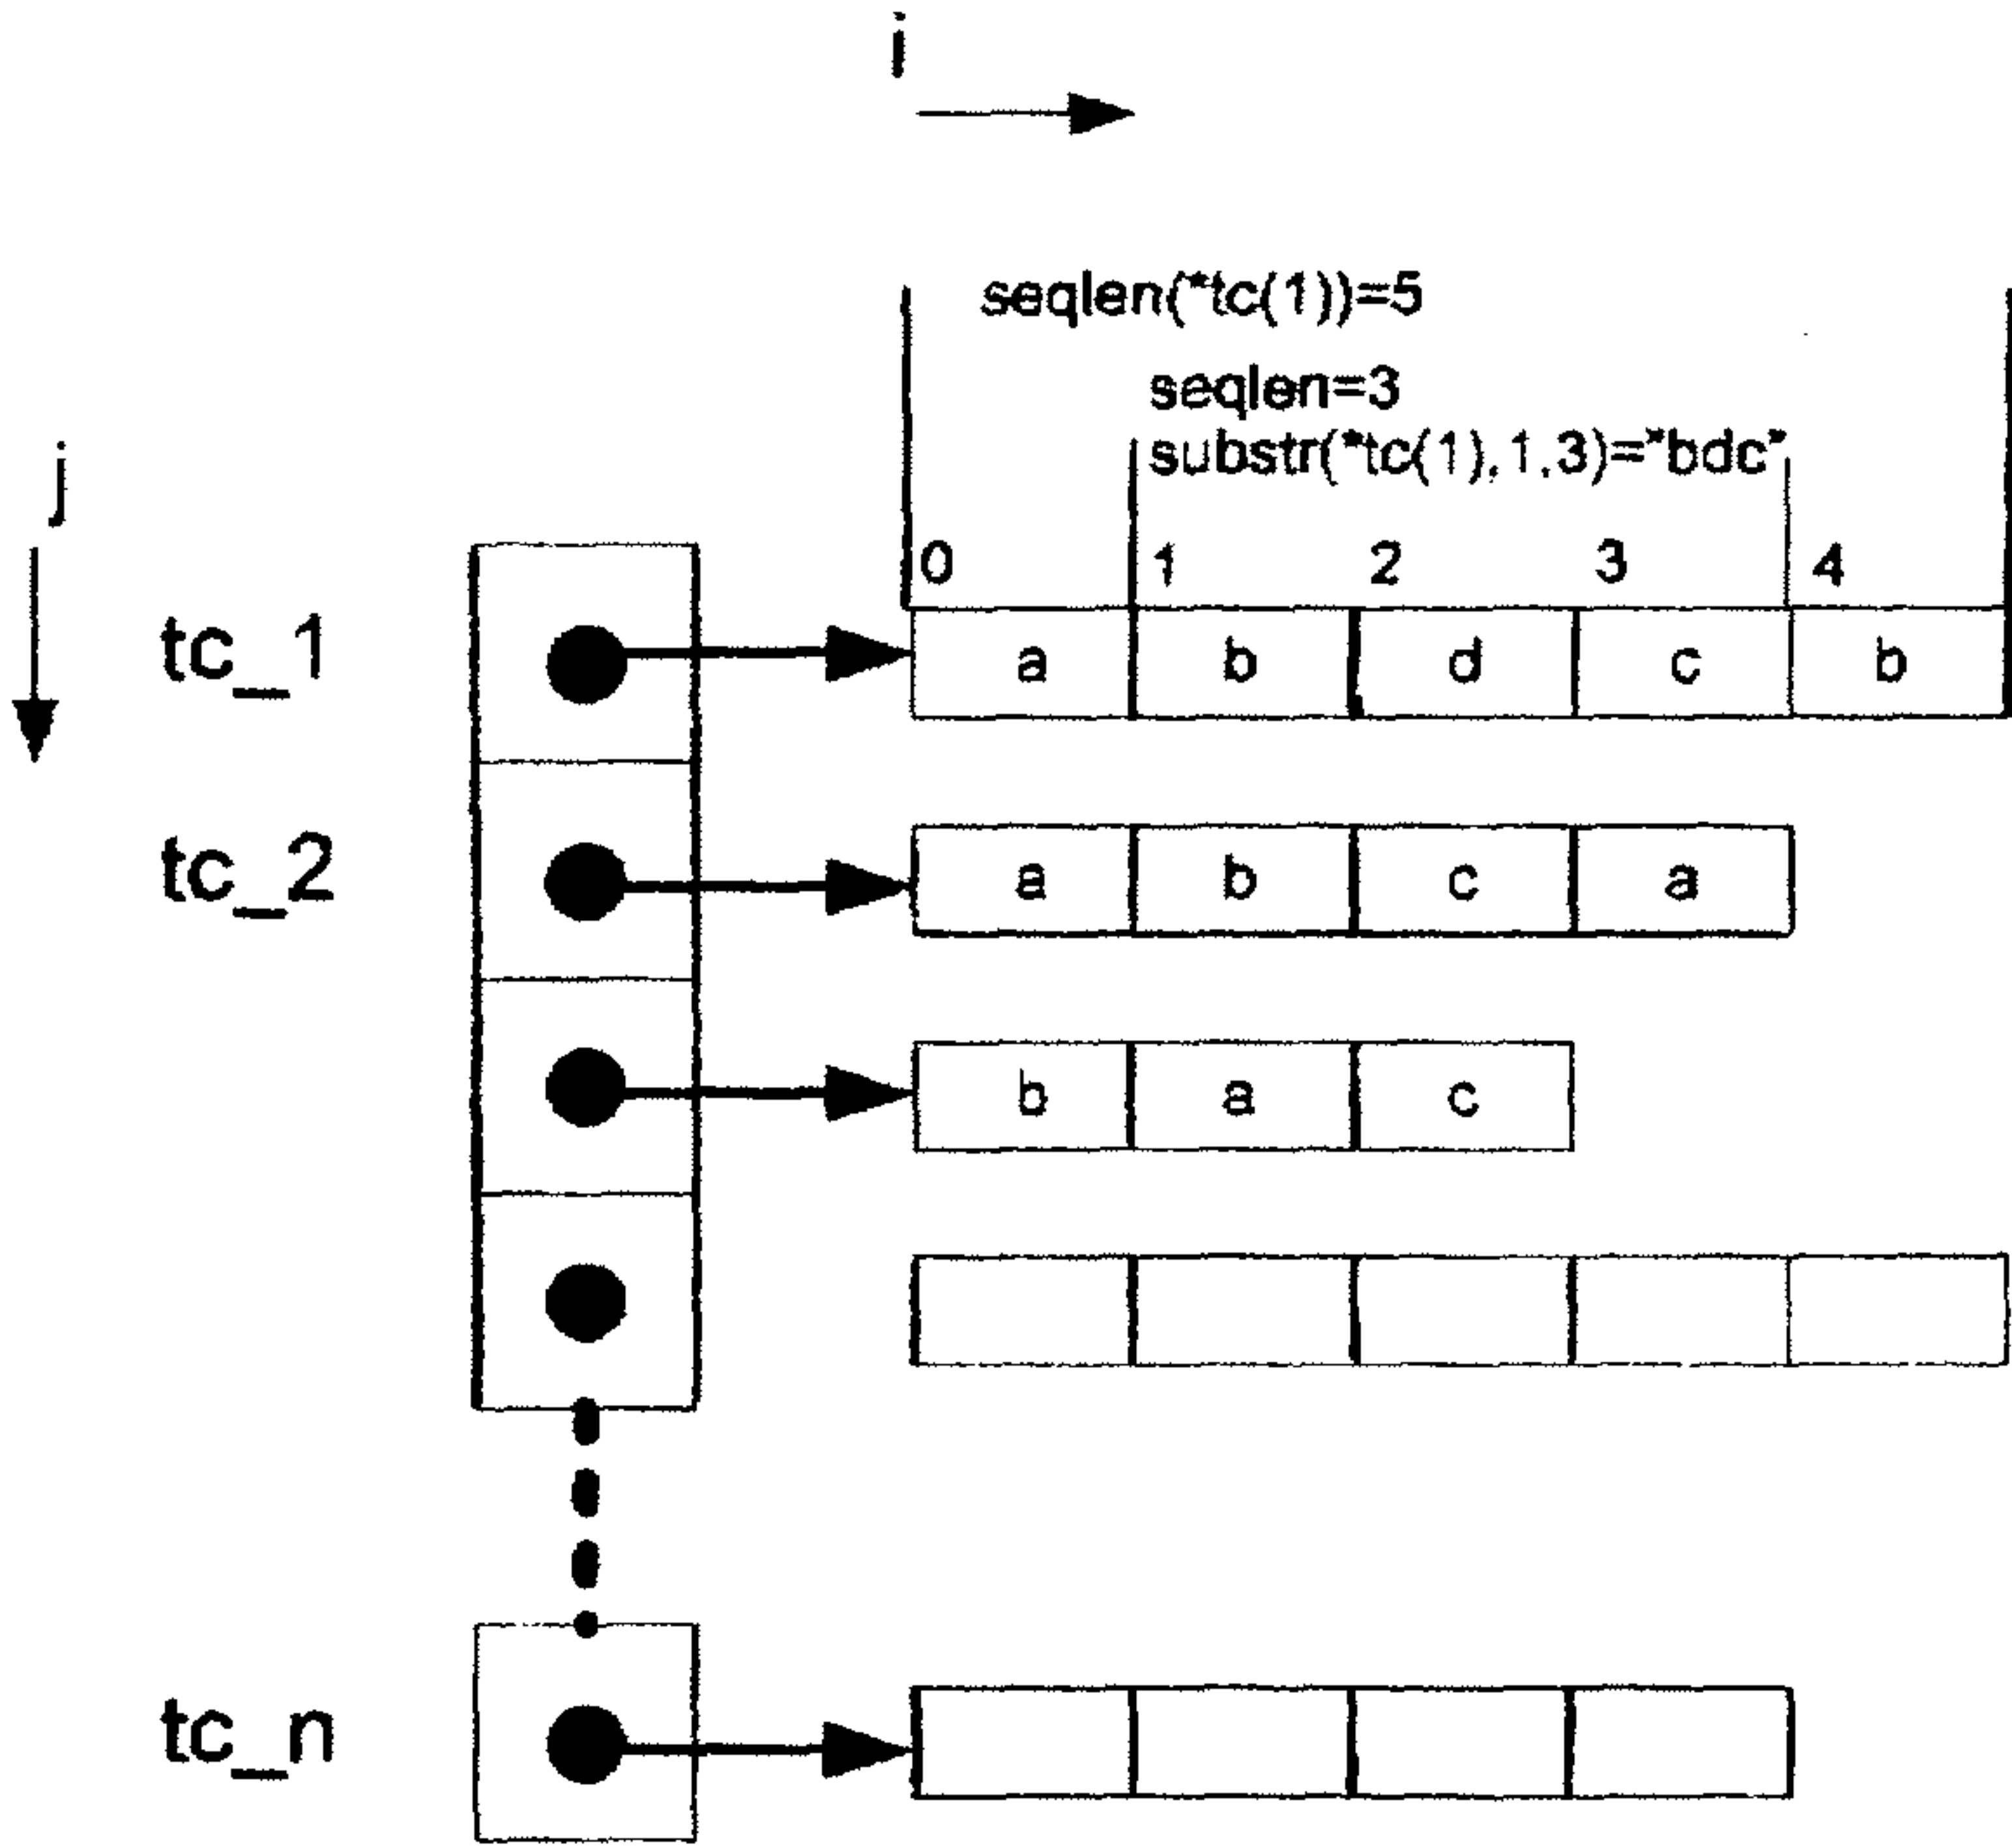 i
seqlen(*tc(1))=5
seqlen=3
j
substr(*tc(1),1,3)="bdc"
0 1 2 3 4
tc_1 a b d c b
tc_2 a b c a
b a c
tc_n